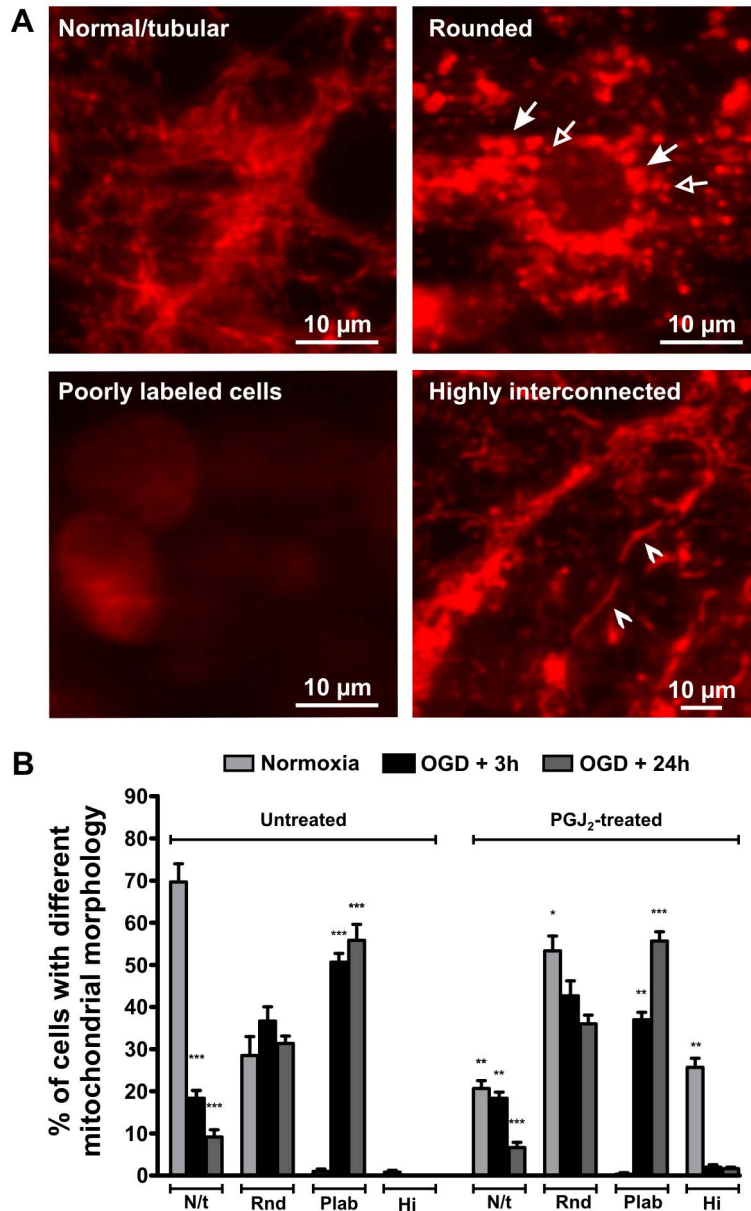 A
Normal/tubular
Rounded
10 µm
10 µm
Poorly labeled cells
Highly interconnected
10 µm
10 µm
B
Normoxia OGD + 3h OGD + 24h
% of cells with different
mitochondrial morphology
90
80
70
60
50
40
30
20
10
0
Untreated
PGJ₂-treated
***
***
***
***
**
**
***
*
**
***
**
N/t Rnd Plab Hi N/t Rnd Plab Hi